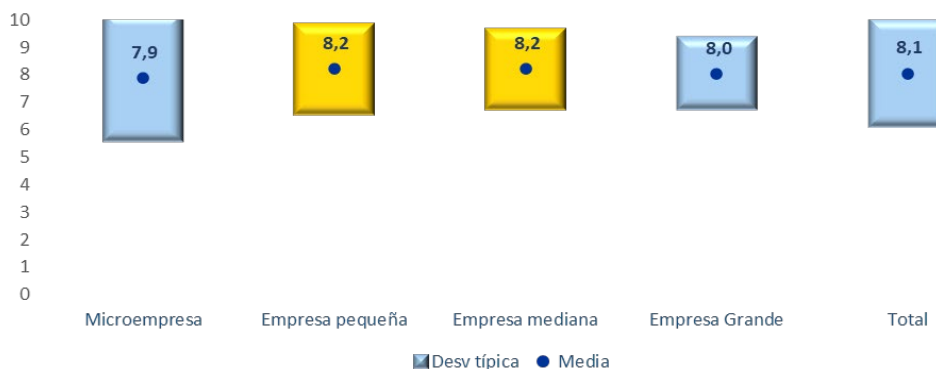 10
9
8
7
6
5
4
3
2
1
0
7,9
8,2
8,2
8,0
8,1
Microempresa
Empresa pequeña
Empresa mediana
Empresa Grande
Total
Desv típica
Media